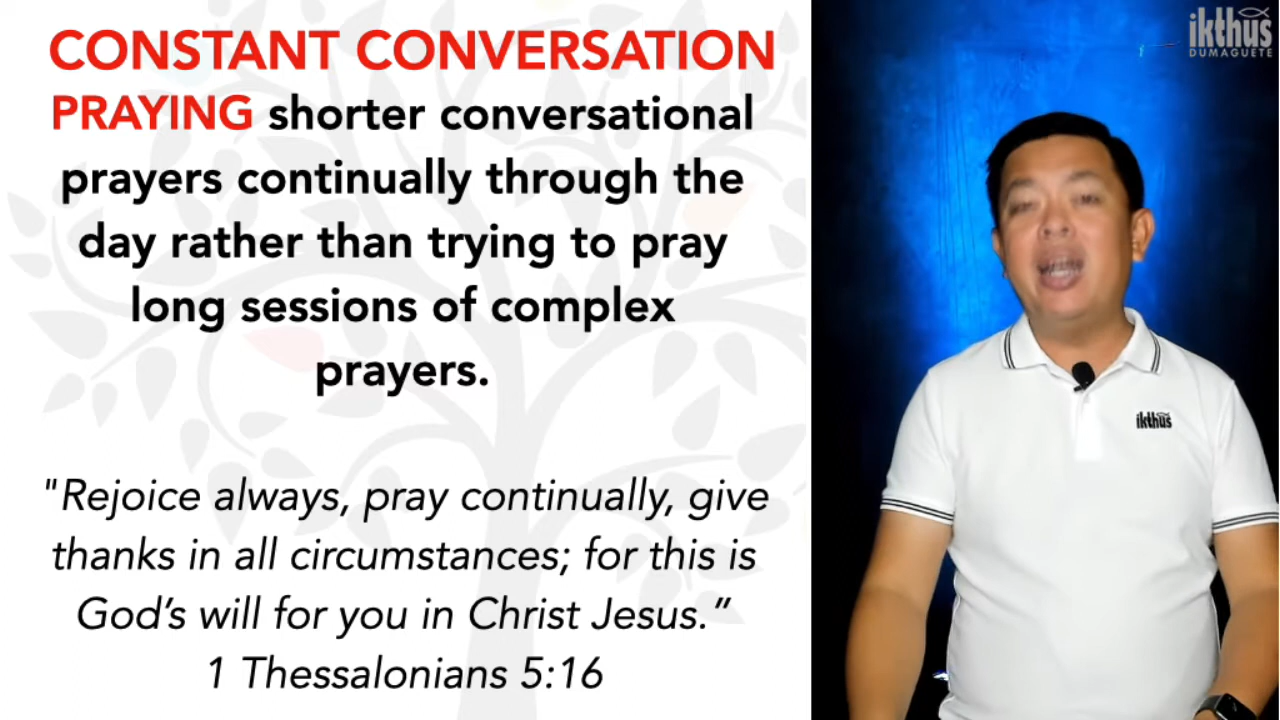 CONSTANT CONVERSATION
PRAYING shorter conversational
prayers continually through the
day rather than trying to pray
long sessions of complex
prayers.
"Rejoice always, pray continually, give
thanks in all circumstances; for this is
God’s will for you in Christ Jesus.”
1 Thessalonians 5:16
ikthus
DUMAGUETE
ikthus